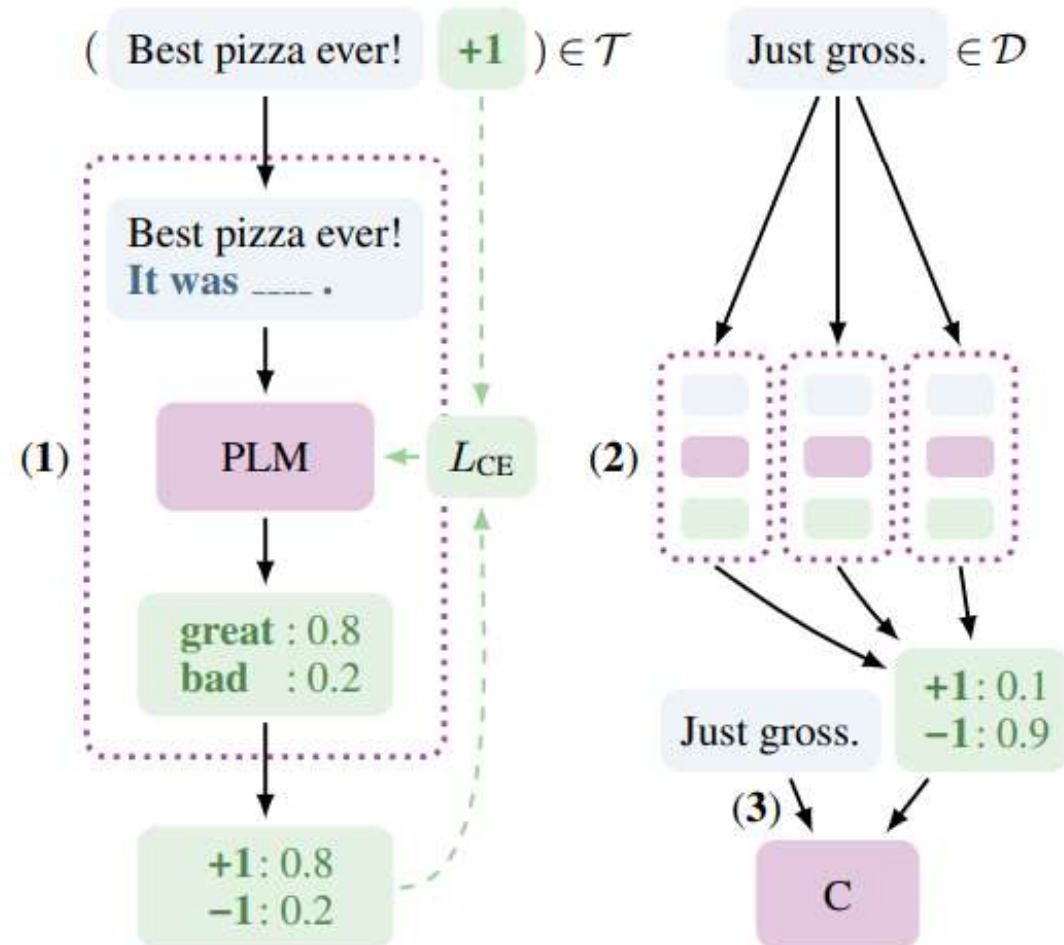 ( Best pizza ever! +1 ) ∈ 𝒯
Best pizza ever!
It was ____ .
(1)
PLM
L_CE
great : 0.8
bad : 0.2
+1: 0.8
−1: 0.2
Just gross. ∈ 𝒟
(2)
+1: 0.1
−1: 0.9
Just gross.
(3)
C